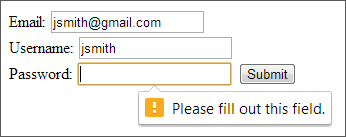 Email: jsmith@gmail.com
Username: jsmith
Password: Submit
! Please fill out this field.